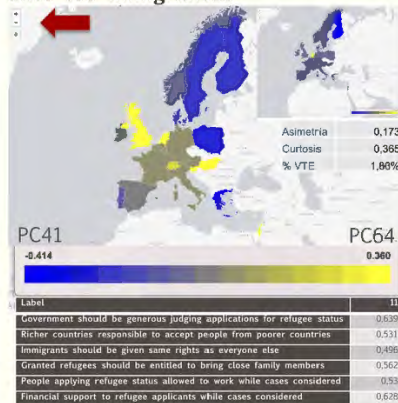 +
-
Asimetría 0,173
Curtosis 0,365
% VTE 1,80%
PC41 PC64
-0.414 0.360
Label 11
Government should be generous judging applications for refugee status 0,639
Richer countries responsible to accept people from poorer countries 0,531
Immigrants should be given same rights as everyone else 0,496
Granted refugees should be entitled to bring close family members 0,562
People applying refugee status allowed to work while cases considered 0,53
Financial support to refugee applicants while cases considered 0,628